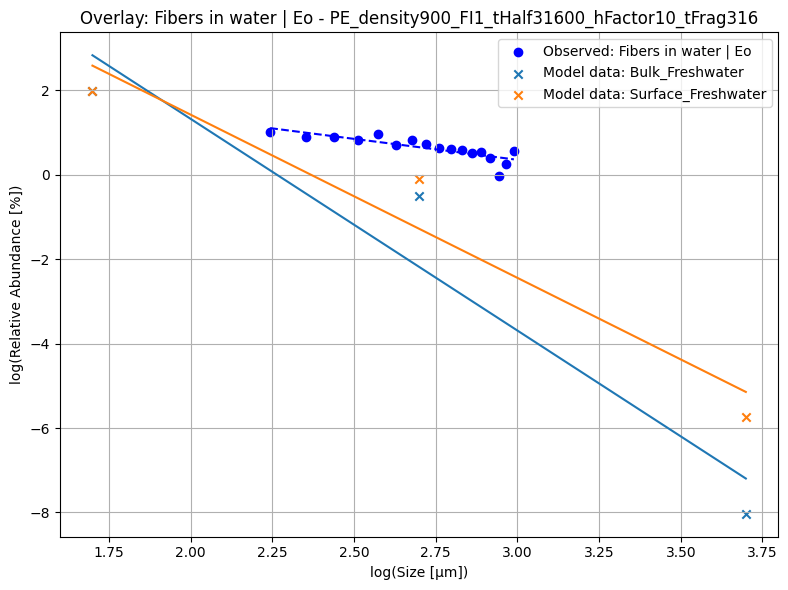 Overlay: Fibers in water | Eo - PE_density900_FI1_tHalf31600_hFactor10_tFrag316
Observed: Fibers in water | Eo
Model data: Bulk_Freshwater
Model data: Surface_Freshwater
log(Relative Abundance [%])
2
0
−2
−4
−6
−8
1.75
2.00
2.25
2.50
2.75
3.00
3.25
3.50
3.75
log(Size [μm])